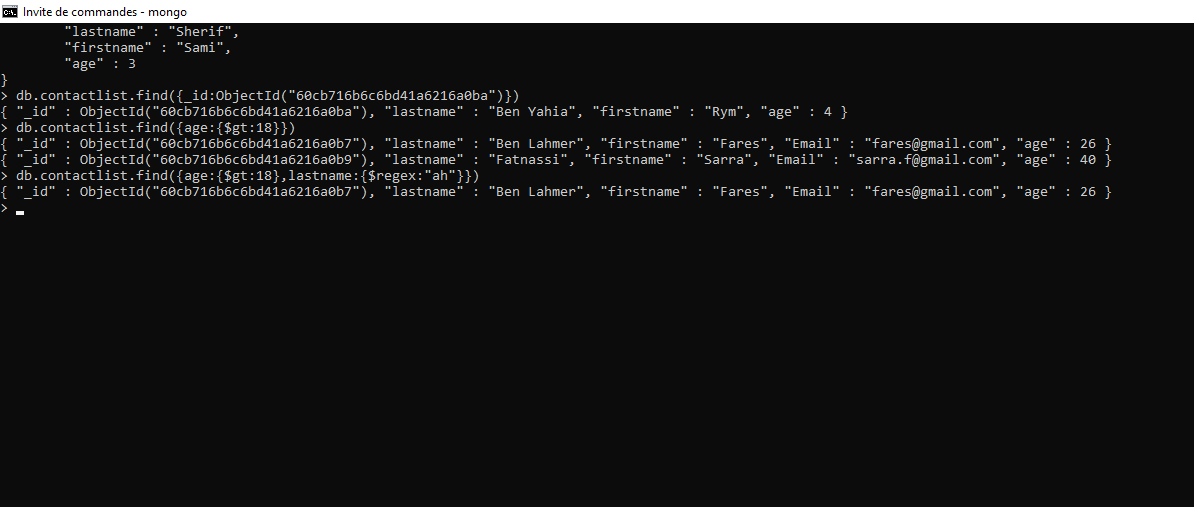 Invite de commandes - mongo
"lastname" : "Sherif",
"firstname" : "Sami",
"age" : 3
}
> db.contactlist.find({_id:ObjectId("60cb716b6c6bd41a6216a0ba")})
{ "_id" : ObjectId("60cb716b6c6bd41a6216a0ba"), "lastname" : "Ben Yahia", "firstname" : "Rym", "age" : 4 }
> db.contactlist.find({age:{$gt:18}})
{ "_id" : ObjectId("60cb716b6c6bd41a6216a0b7"), "lastname" : "Ben Lahmer", "firstname" : "Fares", "Email" : "fares@gmail.com", "age" : 26 }
{ "_id" : ObjectId("60cb716b6c6bd41a6216a0b9"), "lastname" : "Fatnassi", "firstname" : "Sarra", "Email" : "sarra.f@gmail.com", "age" : 40 }
> db.contactlist.find({age:{$gt:18},lastname:{$regex:"ah"}})
{ "_id" : ObjectId("60cb716b6c6bd41a6216a0b7"), "lastname" : "Ben Lahmer", "firstname" : "Fares", "Email" : "fares@gmail.com", "age" : 26 }
>